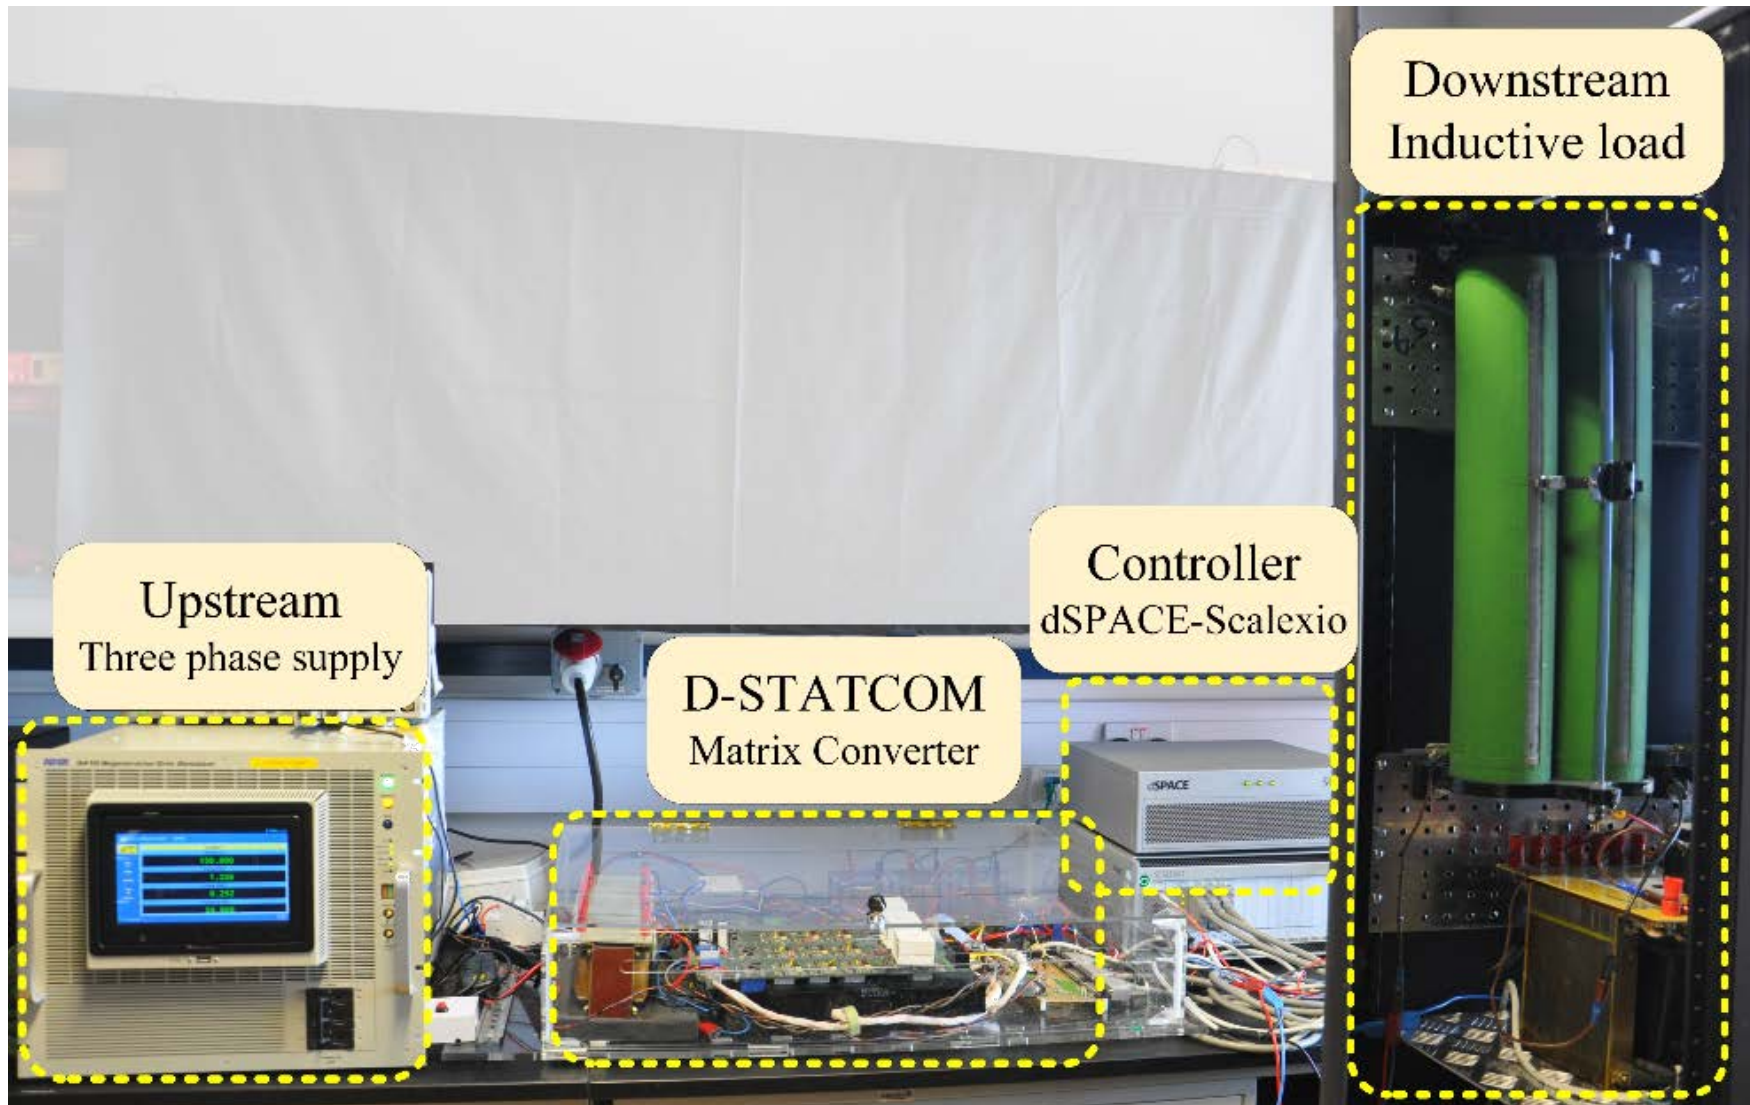 Downstream
Inductive load
Controller
dSPACE-Scalexio
Upstream
Three phase supply
D-STATCOM
Matrix Converter
dSPACE